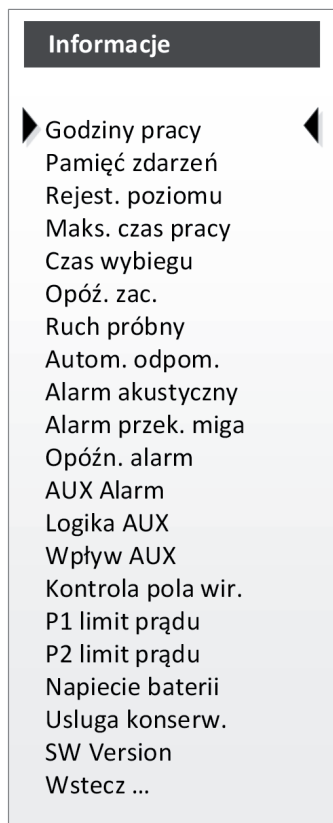 Informacje
Godziny pracy
Pamięć zdarzeń
Rejest. poziomu
Maks. czas pracy
Czas wybiegu
Opóź. zac.
Ruch próbny
Autom. odpom.
Alarm akustyczny
Alarm przek. miga
Opóźn. alarm
AUX Alarm
Logika AUX
Wpływ AUX
Kontrola pola wir.
P1 limit prądu
P2 limit prądu
Napiecie baterii
Usluga konserw.
SW Version
Wstecz ...